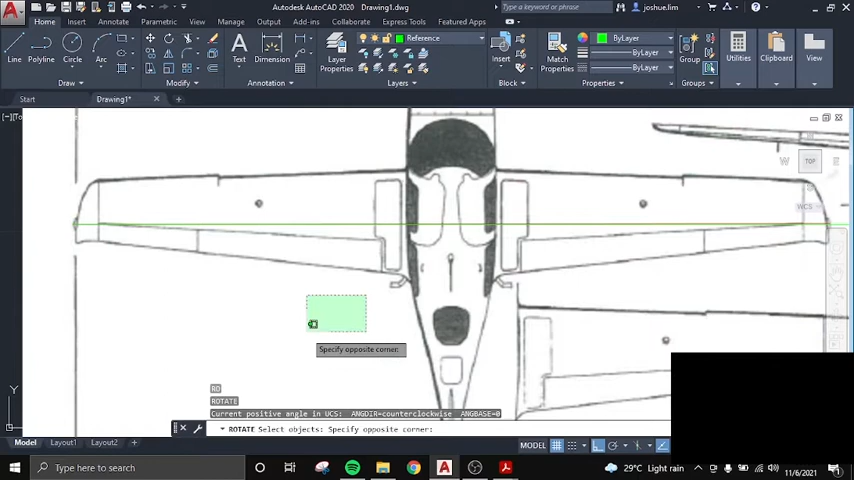 Autodesk AutoCAD 2020 Drawing1.dwg
Type a keyword or phrase
joshue.lim
Home Insert Annotate Parametric View Manage Output Add-ins Collaborate Express Tools Featured Apps
Reference
ByLayer
ByLayer
ByLayer
Line Polyline Circle Arc Text Dimension Layer Properties Insert Match Properties Group Utilities Clipboard View
Draw Modify Annotation Layers Block Properties Groups
Start Drawing1*
W TOP E
WCS
Specify opposite corner:
RO
ROTATE
Current positive angle in UCS: ANGDIR=counterclockwise ANGBASE=0
ROTATE Select objects: Specify opposite corner:
Y
Model Layout1 Layout2
MODEL
Type here to search
29°C Light rain
11/6/2021